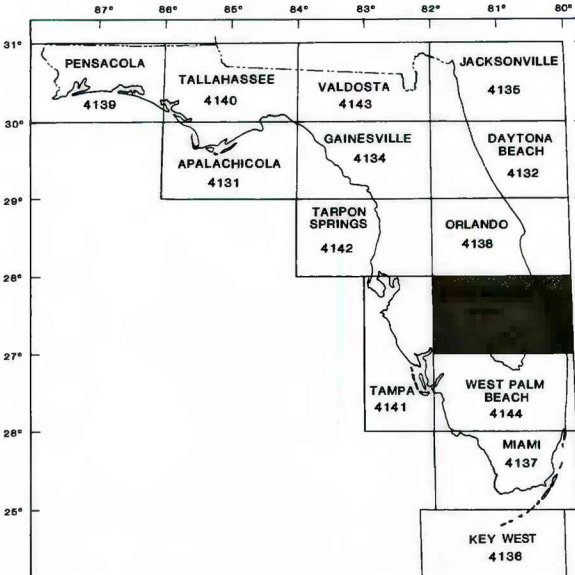 87° 86° 85° 84° 83° 82° 81° 80°
31°
PENSACOLA
4139
TALLAHASSEE
4140
VALDOSTA
4143
JACKSONVILLE
4135
30°
APALACHICOLA
4131
GAINESVILLE
4134
DAYTONA
BEACH
4132
29°
TARPON
SPRINGS
4142
ORLANDO
4138
28°
27°
TAMPA
4141
WEST PALM
BEACH
4144
28°
MIAMI
4137
25°
KEY WEST
4136